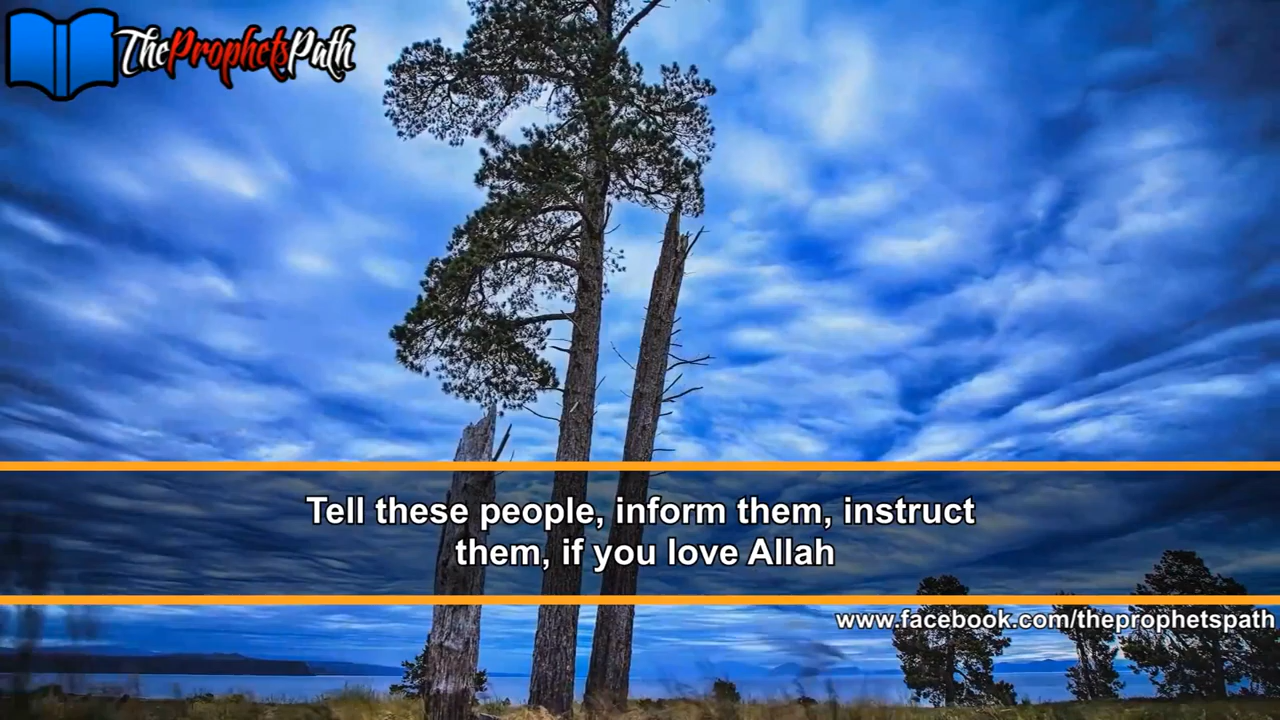 TheProphetsPath
Tell these people, inform them, instruct
them, if you love Allah
www.facebook.com/theprophetspath